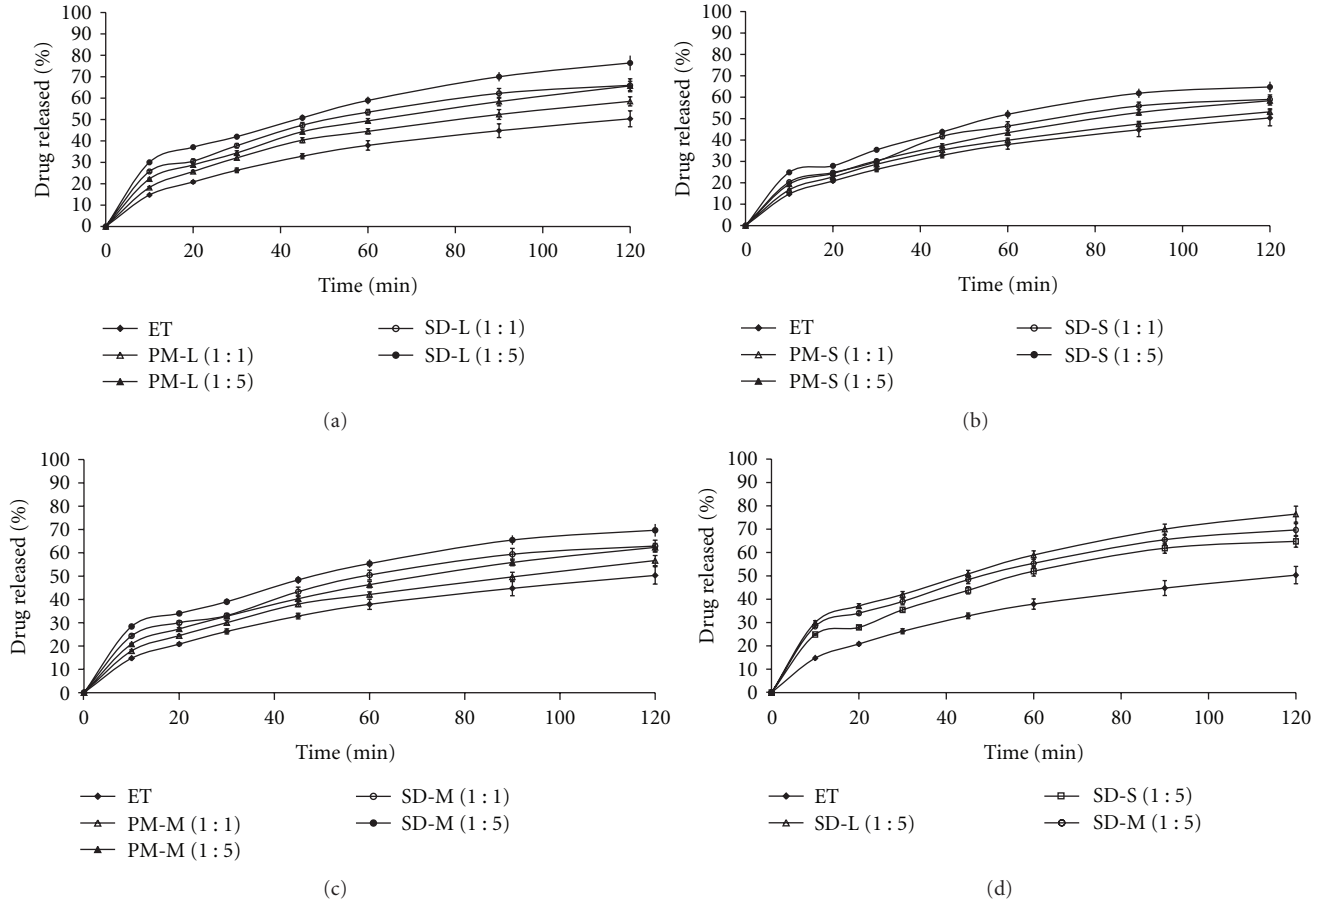 100
90
80
70
60
50
40
30
20
10
0
Drug released (%)
0 20 40 60 80 100 120
Time (min)
ET
PM-L (1 : 1)
PM-L (1 : 5)
SD-L (1 : 1)
SD-L (1 : 5)
(a)
100
90
80
70
60
50
40
30
20
10
0
Drug released (%)
0 20 40 60 80 100 120
Time (min)
ET
PM-S (1 : 1)
PM-S (1 : 5)
SD-S (1 : 1)
SD-S (1 : 5)
(b)
100
90
80
70
60
50
40
30
20
10
0
Drug released (%)
0 20 40 60 80 100 120
Time (min)
ET
PM-M (1 : 1)
PM-M (1 : 5)
SD-M (1 : 1)
SD-M (1 : 5)
(c)
100
90
80
70
60
50
40
30
20
10
0
Drug released (%)
0 20 40 60 80 100 120
Time (min)
ET
SD-L (1 : 5)
SD-S (1 : 5)
SD-M (1 : 5)
(d)